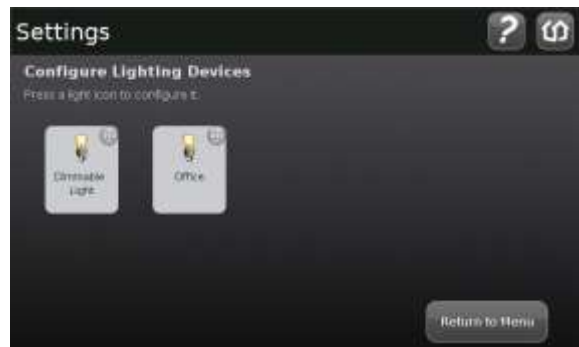 Settings
?
Configure Lighting Devices
Press a light icon to configure it.
Dimmable
Light
Office
Return to Menu